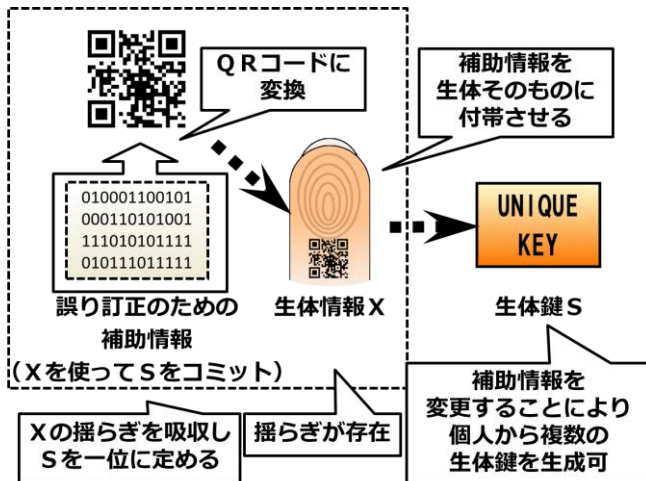 QRコードに
変換
補助情報を
生体そのものに
付帯させる
010001100101
000110101001
111010101111
010111011111
UNIQUE
KEY
誤り訂正のための
補助情報
(Xを使ってSをコミット)
生体情報X
生体鍵S
Xの揺らぎを吸収し
Sを一位に定める
揺らぎが存在
補助情報を
変更することにより
個人から複数の
生体鍵を生成可